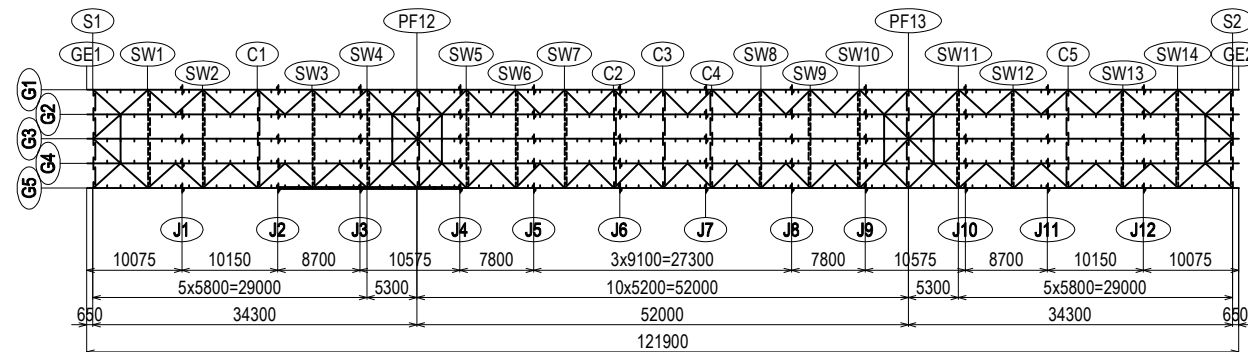 S1 PF12 PF13 S2
GE1 SW1 C1 SW4 SW5 SW7 C3 SW8 SW10 SW11 C5 SW14 GE2
SW2 SW3 SW6 C2 C4 SW9 SW12 SW13
G1
G2
G3
G4
G5
J1 J2 J3 J4 J5 J6 J7 J8 J9 J10 J11 J12
10075 10150 8700 10575 7800 3x9100=27300 7800 10575 8700 10150 10075
5x5800=29000 5300 10x5200=52000 5300 5x5800=29000
650 34300 52000 34300 650
121900